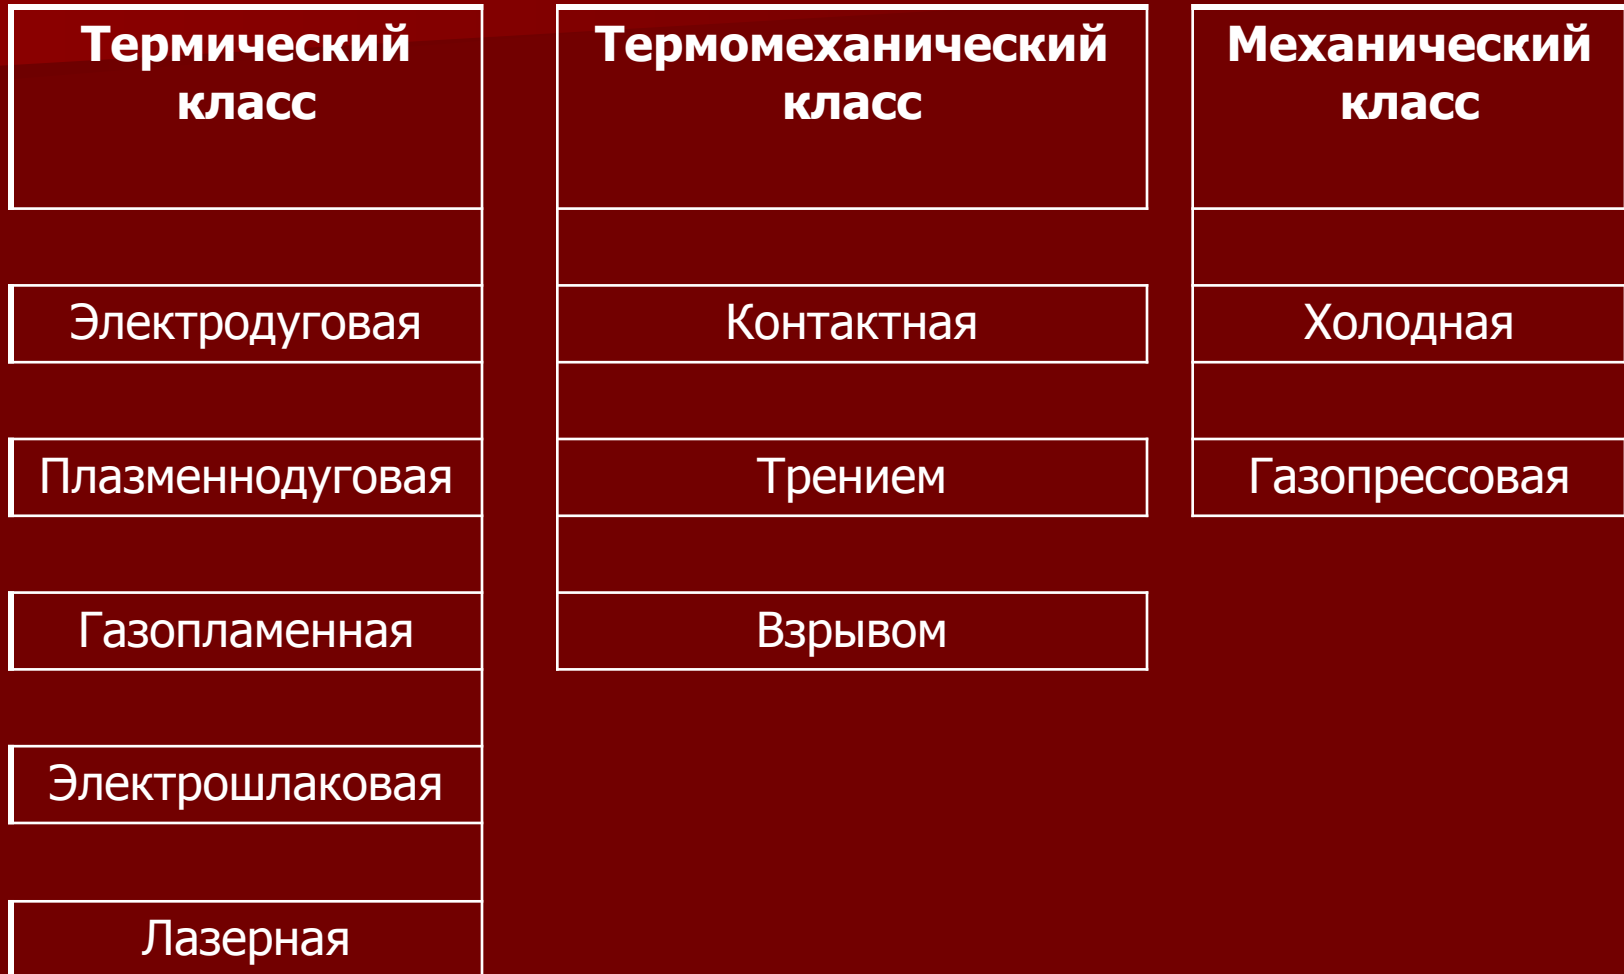 Термический
класс
Термомеханический
класс
Механический
класс
Электродуговая
Контактная
Холодная
Плазменнодуговая
Трением
Газопрессовая
Газопламенная
Взрывом
Электрошлаковая
Лазерная